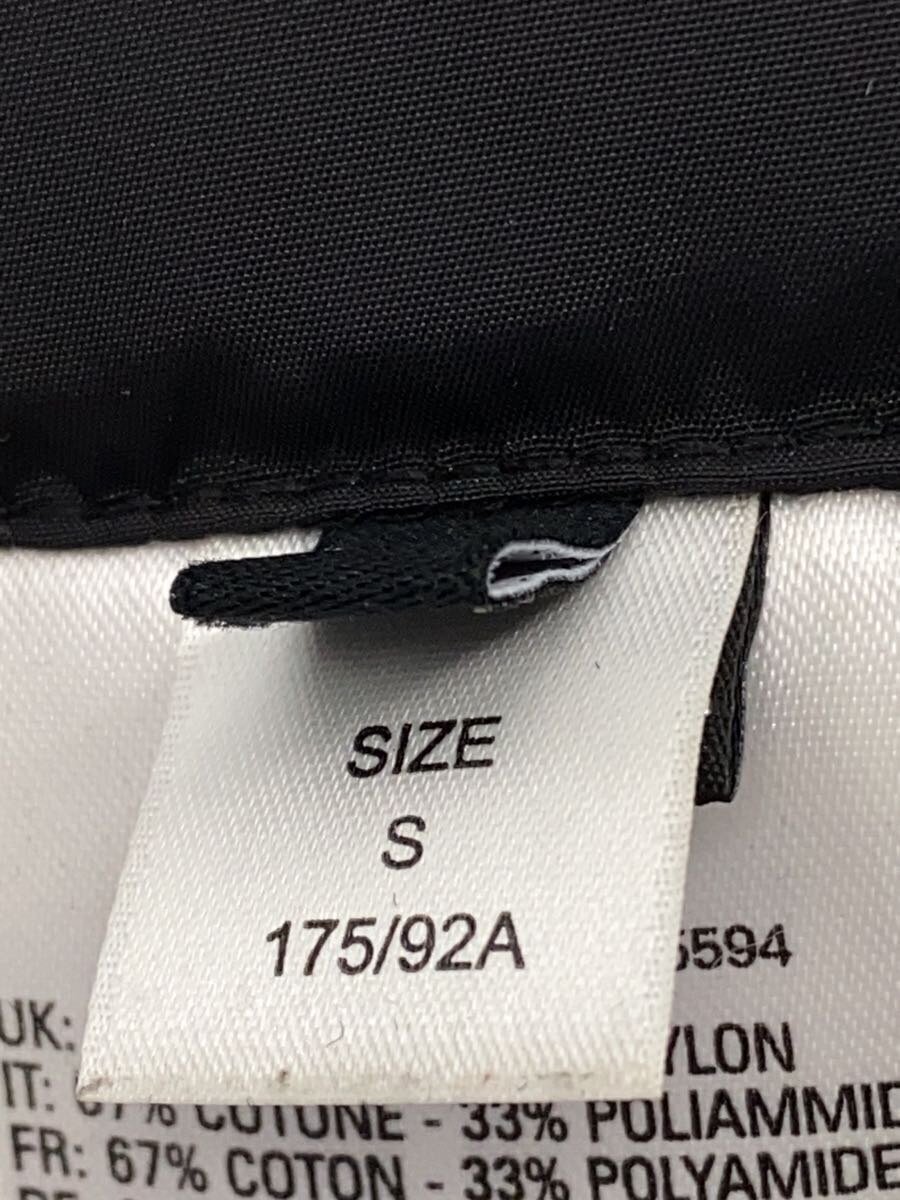 SIZE
S
175/92A
5594
UK: YLON
IT: 67% COTONE - 33% POLIAMMID
FR: 67% COTON - 33% POLYAMIDE